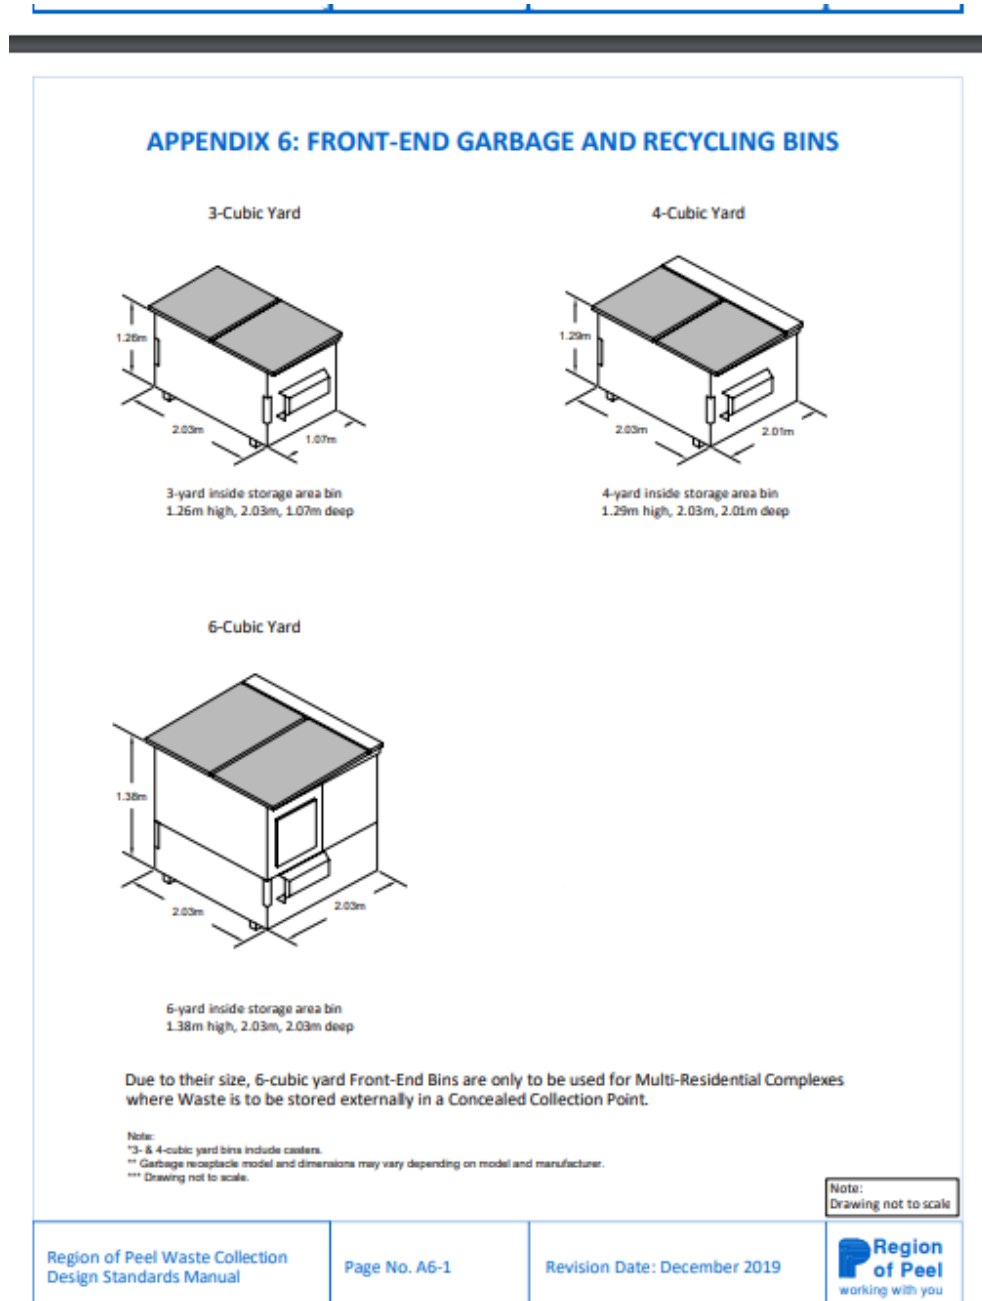 APPENDIX 6: FRONT-END GARBAGE AND RECYCLING BINS
3-Cubic Yard
4-Cubic Yard
1.26m
2.03m
1.07m
1.29m
2.03m
2.01m
3-yard inside storage area bin
1.26m high, 2.03m, 1.07m deep
4-yard inside storage area bin
1.29m high, 2.03m, 2.01m deep
6-Cubic Yard
1.38m
2.03m
2.03m
6-yard inside storage area bin
1.38m high, 2.03m, 2.03m deep
Due to their size, 6-cubic yard Front-End Bins are only to be used for Multi-Residential Complexes
where Waste is to be stored externally in a Concealed Collection Point.
Note:
*3- & 4-cubic yard bins include casters.
** Garbage receptacle model and dimensions may vary depending on model and manufacturer.
*** Drawing not to scale.
Note:
Drawing not to scale
Region of Peel Waste Collection
Design Standards Manual
Page No. A6-1
Revision Date: December 2019
Region
of Peel
working with you